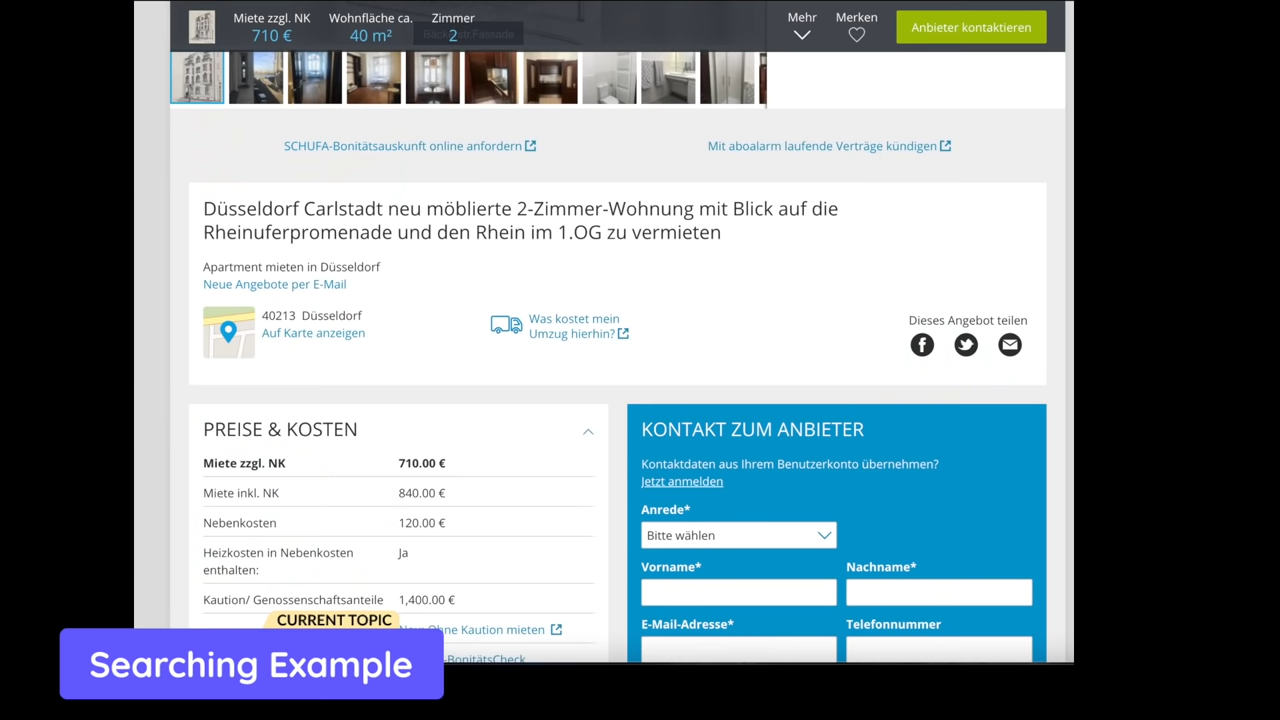 Miete zzgl. NK
710 €
Wohnfläche ca.
40 m²
Zimmer
2
Mehr
Merken
Anbieter kontaktieren
SCHUFA-Bonitätsauskunft online anfordern
Mit aboalarm laufende Verträge kündigen
Düsseldorf Carlstadt neu möblierte 2-Zimmer-Wohnung mit Blick auf die
Rheinuferpromenade und den Rhein im 1.OG zu vermieten
Apartment mieten in Düsseldorf
Neue Angebote per E-Mail
40213 Düsseldorf
Auf Karte anzeigen
Was kostet mein
Umzug hierhin?
Dieses Angebot teilen
PREISE & KOSTEN
Miete zzgl. NK 710.00 €
Miete inkl. NK 840.00 €
Nebenkosten 120.00 €
Heizkosten in Nebenkosten Ja
enthalten:
Kaution/ Genossenschaftsanteile 1,400.00 €
Ohne Kaution mieten
BonitätsCheck
KONTAKT ZUM ANBIETER
Kontaktdaten aus Ihrem Benutzerkonto übernehmen?
Jetzt anmelden
Anrede*
Bitte wählen
Vorname*
Nachname*
E-Mail-Adresse*
Telefonnummer
CURRENT TOPIC
Searching Example